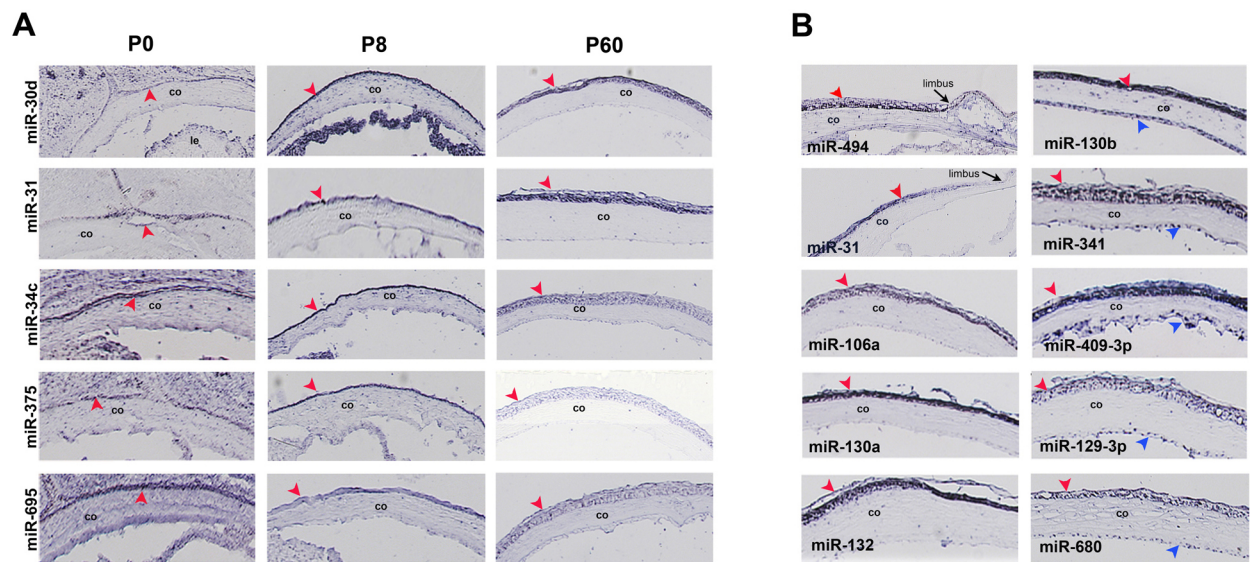 A
B
P0
P8
P60
miR-30d
co
le
co
co
miR-31
co
co
co
miR-34c
co
co
co
miR-375
co
co
co
miR-695
co
co
co
limbus
co
miR-494
co
miR-130b
limbus
co
miR-31
co
miR-341
co
miR-106a
co
miR-409-3p
co
miR-130a
co
miR-129-3p
co
miR-132
co
miR-680